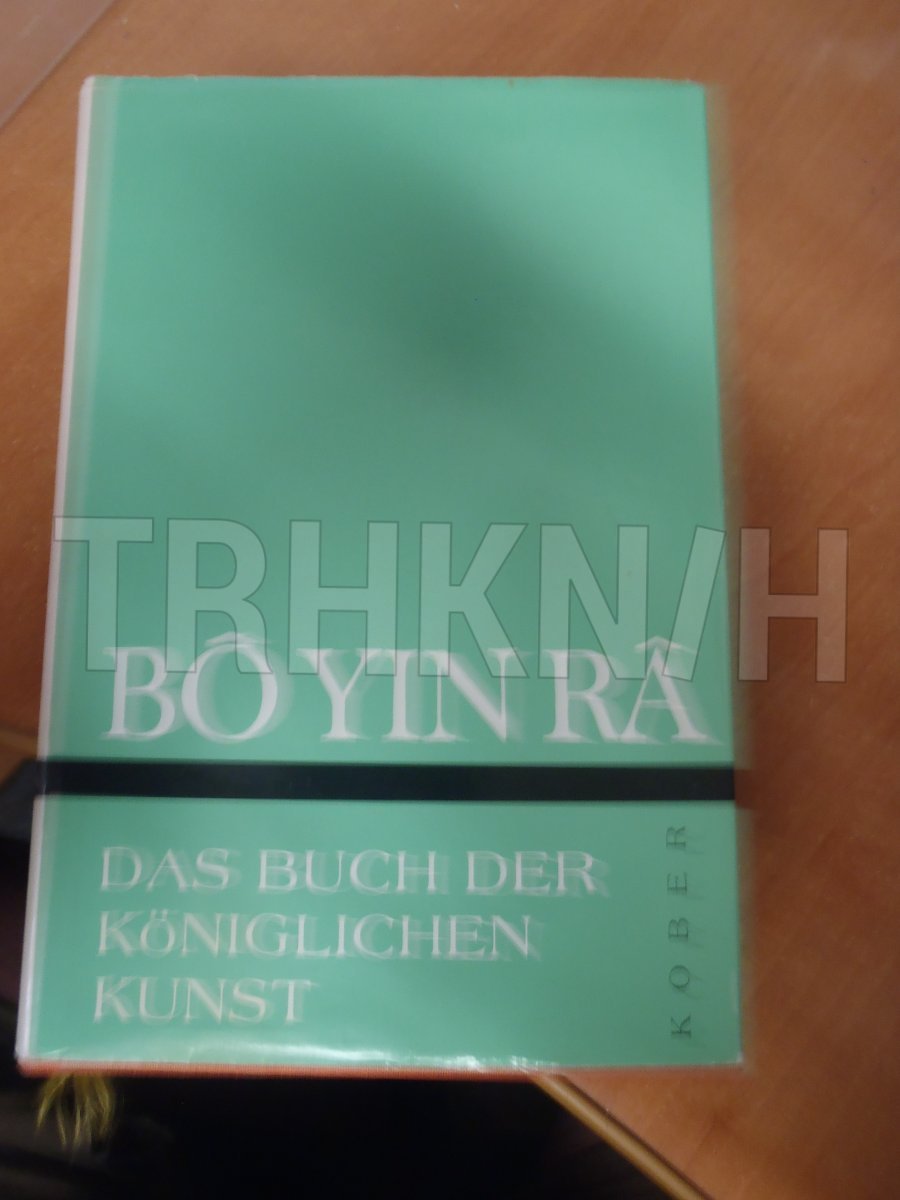 TRHKN/H
BÔ YIN RÂ
DAS BUCH DER
KÖNIGLICHEN
KUNST
KOBER